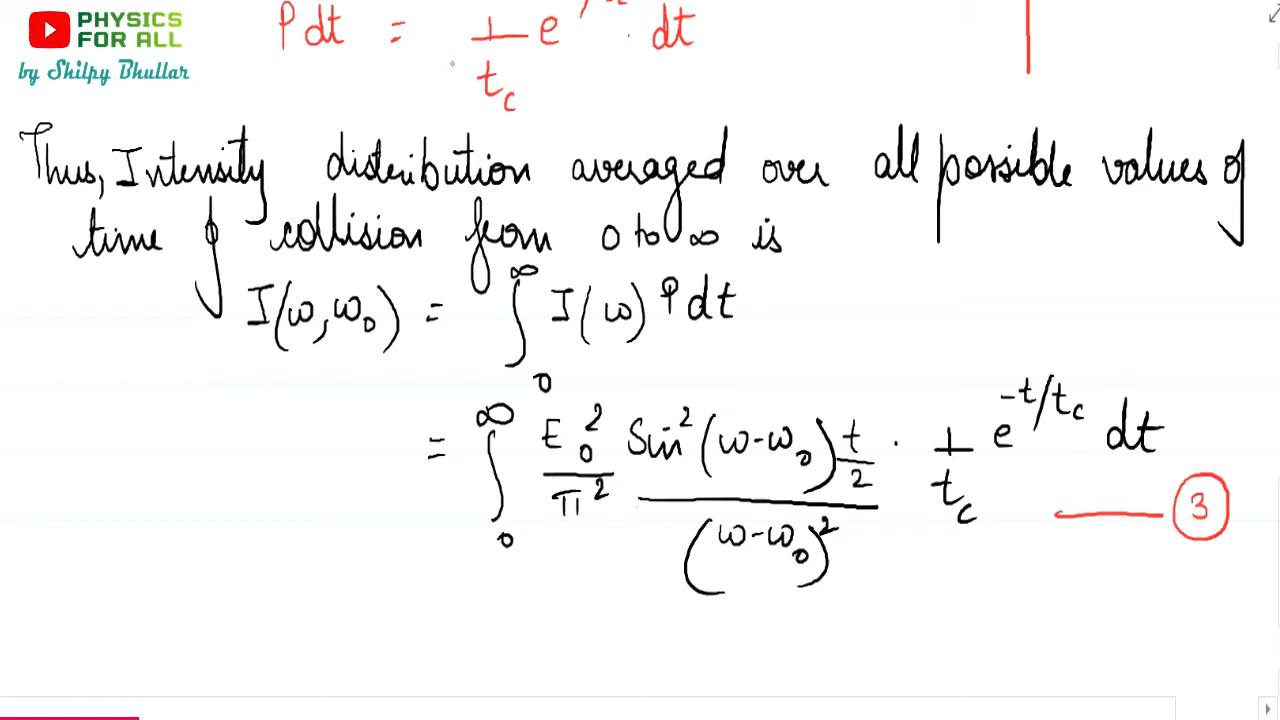 PHYSICS
FOR ALL
by Shilpy Bhullar
P dt = 1/t_c e . dt
Thus, Intensity distribution averaged over all possible values of
time of collision from 0 to ∞ is
I(ω, ω₀) = ∫₀^∞ I(ω) P dt
= ∫₀^∞ E₀²/π² Sin²(ω-ω₀)t/2 / (ω-ω₀)² . 1/t_c e^(-t/t_c) dt ——— 3